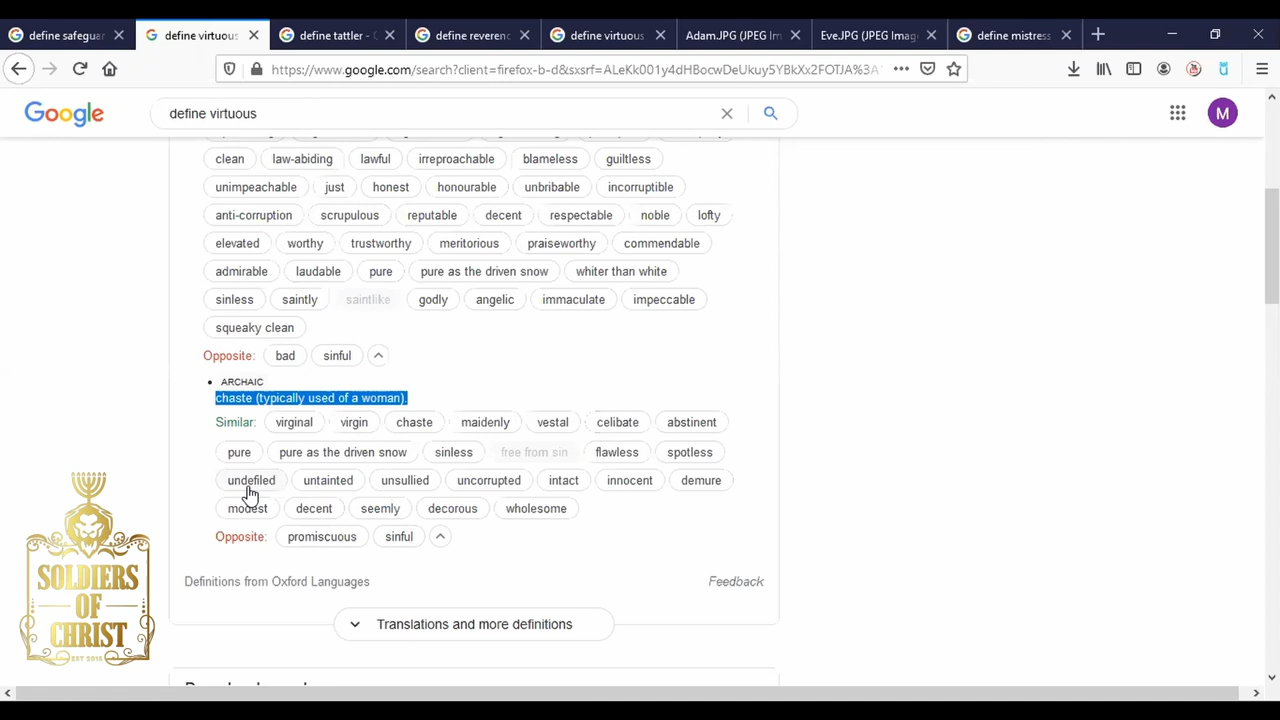 define safeguar
define virtuous
define tattler -
define reverenc
define virtuous
Adam.JPG (JPEG Im
Eve.JPG (JPEG Imag
define mistress
https://www.google.com/search?client=firefox-b-d&sxsrf=ALeKk001y4dHBocwDeUkuy5YBkXx2FOTJA%3A1
Google
define virtuous
M
clean law-abiding lawful irreproachable blameless guiltless
unimpeachable just honest honourable unbribable incorruptible
anti-corruption scrupulous reputable decent respectable noble lofty
elevated worthy trustworthy meritorious praiseworthy commendable
admirable laudable pure pure as the driven snow whiter than white
sinless saintly saintlike godly angelic immaculate impeccable
squeaky clean
Opposite: bad sinful
• ARCHAIC
chaste (typically used of a woman).
Similar: virginal virgin chaste maidenly vestal celibate abstinent
pure pure as the driven snow sinless free from sin flawless spotless
undefiled untainted unsullied uncorrupted intact innocent demure
modest decent seemly decorous wholesome
Opposite: promiscuous sinful
Definitions from Oxford Languages
Feedback
Translations and more definitions
SOLDIERS
OF
CHRIST